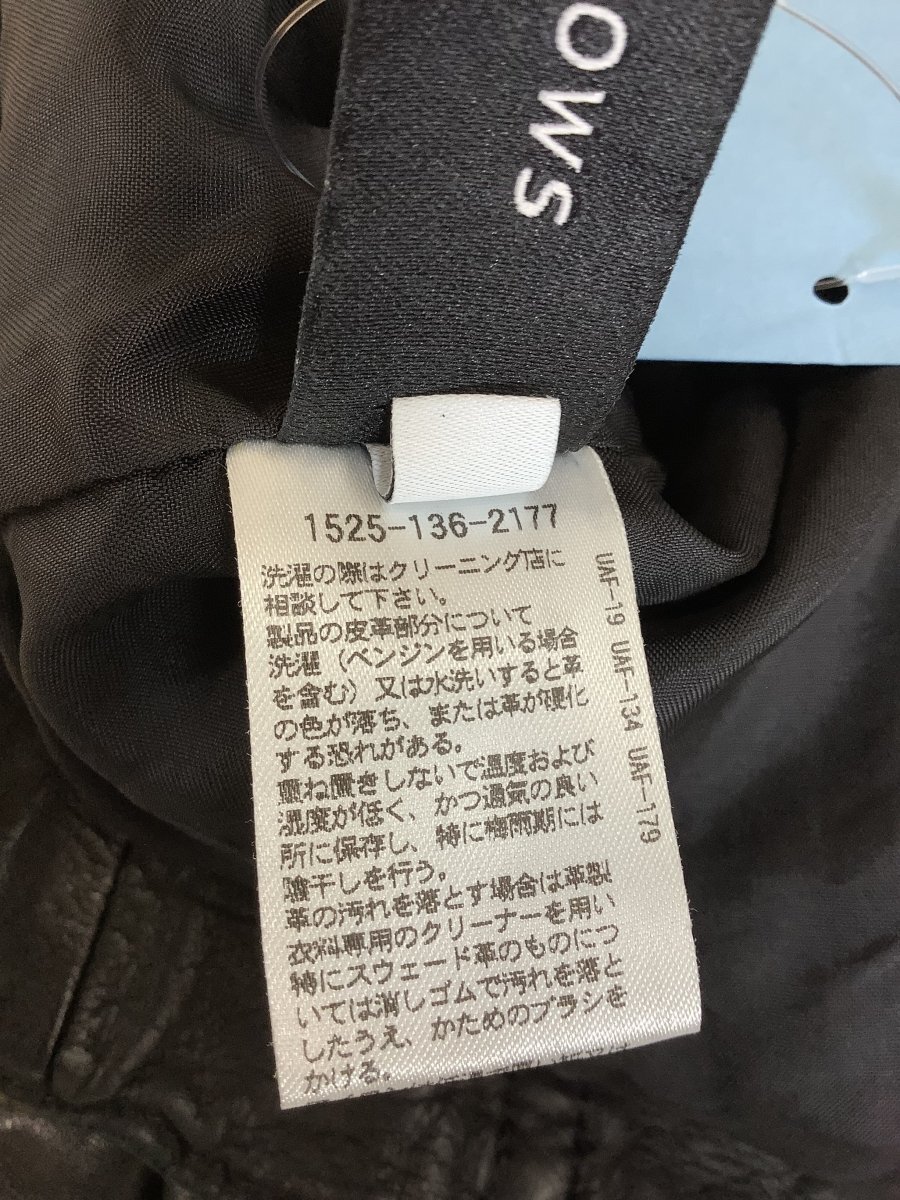 OWS
1525-136-2177
洗濯の際はクリーニング店に
相談して下さい。
製品の皮革部分について
洗濯（ベンジンを用いる場合
を含む）又は水洗いすると革
の色が落ち、または革が硬化
する恐れがある。
重ね置きしないで温度および
湿度が低く、かつ通気の良い
所に保存し、特に梅雨期には
陰干しを行う。
革の汚れを落とす場合は革製
衣料専用のクリーナーを用い
特にスウェード革のものにつ
いては消しゴムで汚れを落と
したうえ、かためのブラシを
かける。
UAF-19 UAF-134 UAF-179